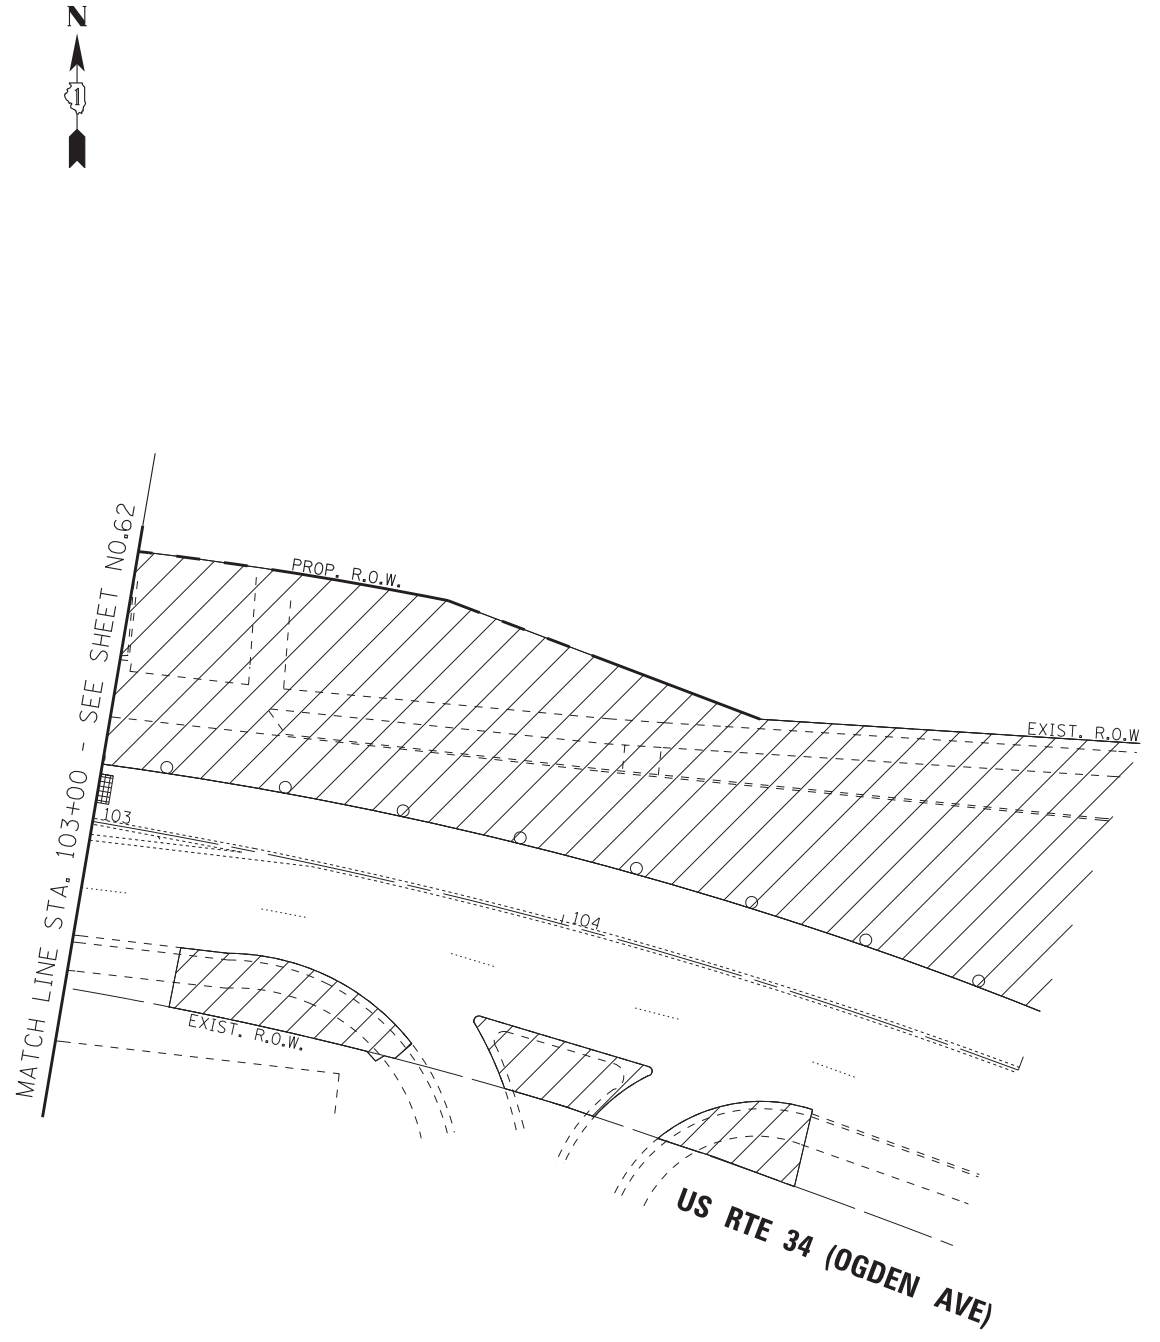 N
1
MATCH LINE STA. 103+00 - SEE SHEET NO.62
PROP. R.O.W.
EXIST. R.O.W
103
104
EXIST. R.O.W.
US RTE 34 (OGDEN AVE)